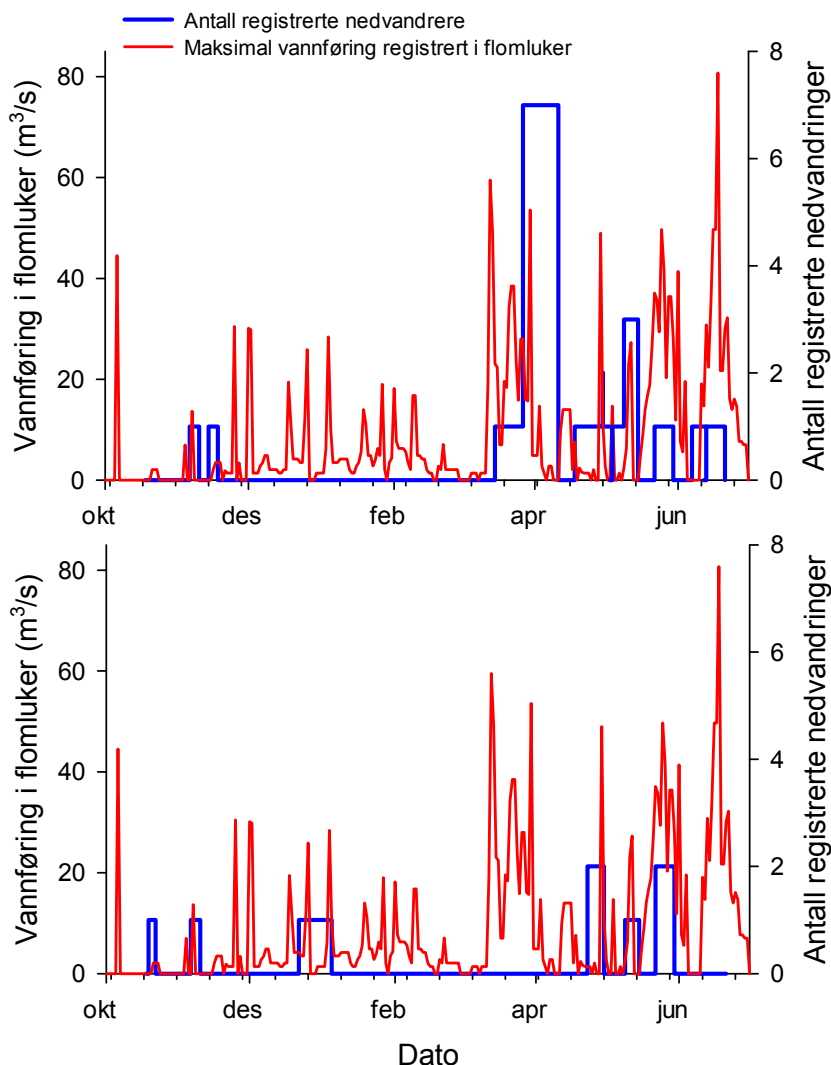 Antall registrerte nedvandrere
Maksimal vannføring registrert i flomluker
Vannføring i flomluker (m³/s)
80
60
40
20
0
8
6
4
2
0
Antall registrerte nedvandringer
okt des feb apr jun
Vannføring i flomluker (m³/s)
80
60
40
20
0
8
6
4
2
0
Antall registrerte nedvandringer
okt des feb apr jun
Dato